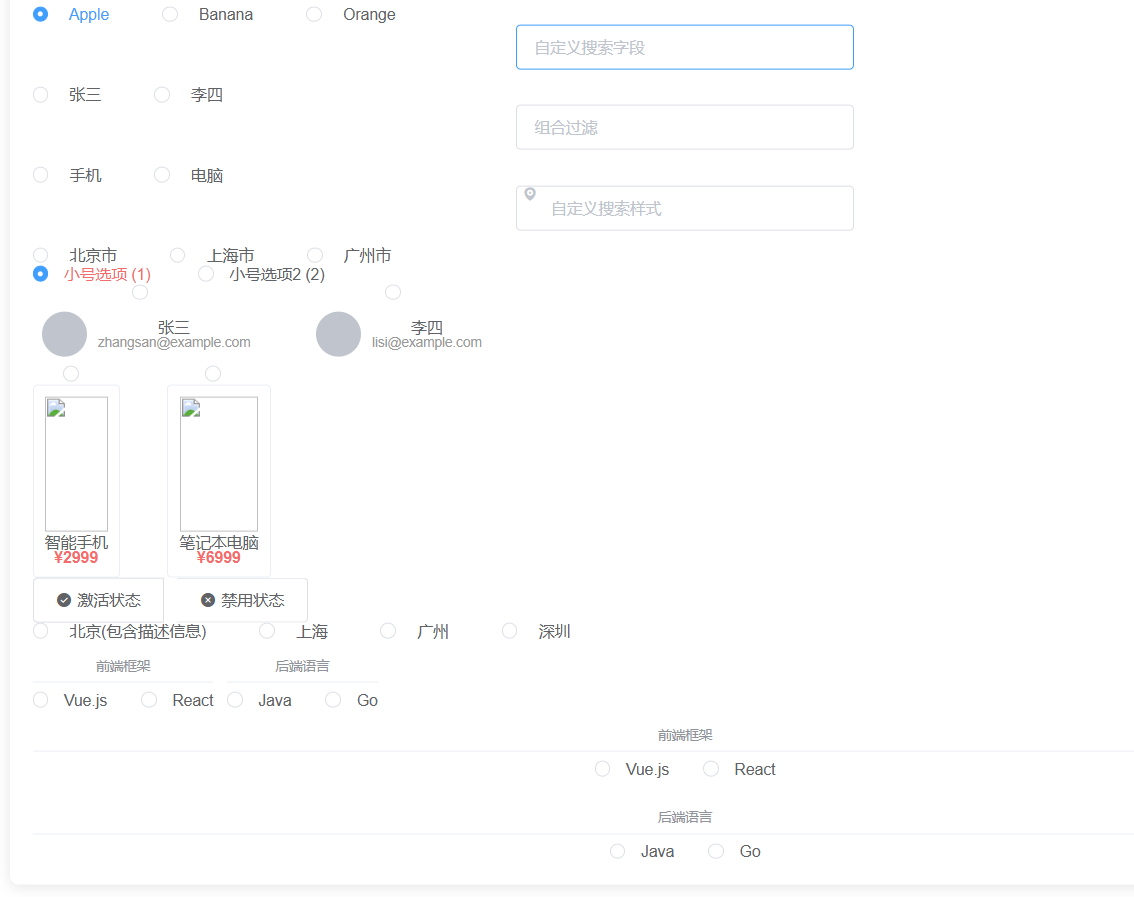 Apple Banana Orange
自定义搜索字段
张三 李四
组合过滤
手机 电脑
自定义搜索样式
北京市 上海市 广州市
小号选项 (1) 小号选项2 (2)
张三 李四
zhangsan@example.com lisi@example.com
智能手机 笔记本电脑
¥2999 ¥6999
激活状态 禁用状态
北京(包含描述信息) 上海 广州 深圳
前端框架 后端语言
Vue.js React Java Go
前端框架
Vue.js React
后端语言
Java Go